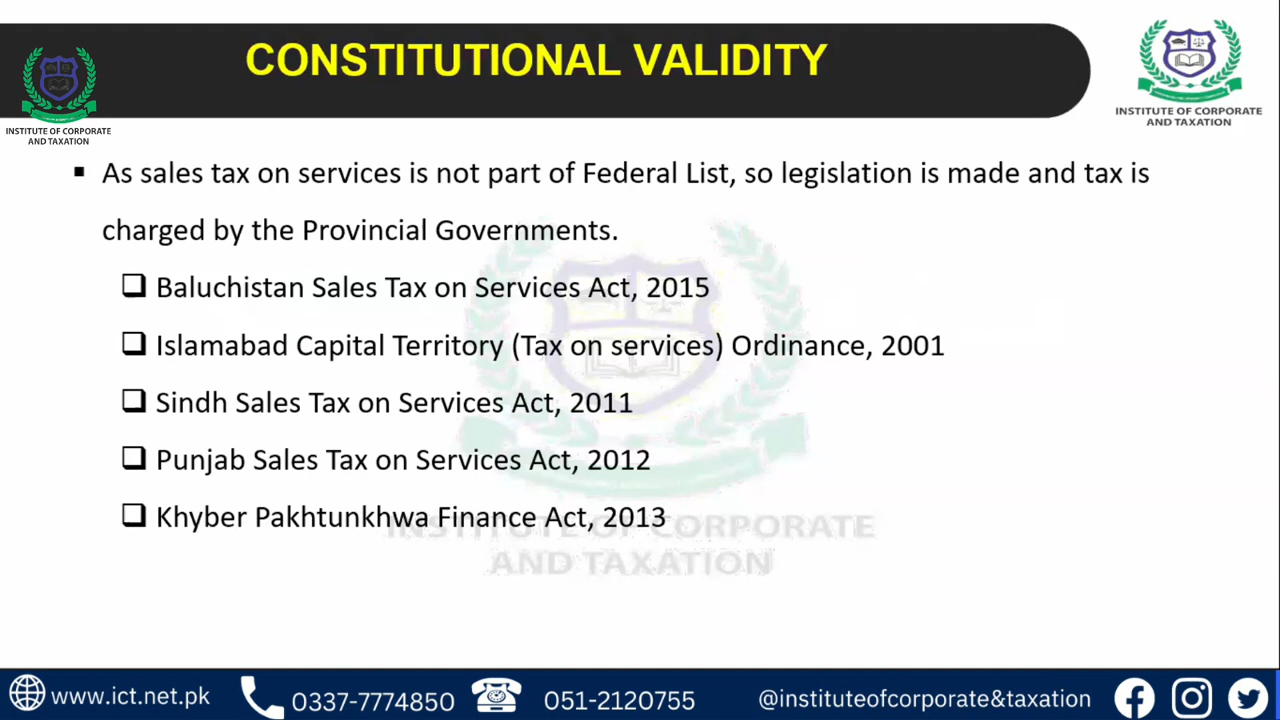 CONSTITUTIONAL VALIDITY
INSTITUTE OF CORPORATE
AND TAXATION
INSTITUTE OF CORPORATE
AND TAXATION
▪ As sales tax on services is not part of Federal List, so legislation is made and tax is
charged by the Provincial Governments.
❑ Baluchistan Sales Tax on Services Act, 2015
❑ Islamabad Capital Territory (Tax on services) Ordinance, 2001
❑ Sindh Sales Tax on Services Act, 2011
❑ Punjab Sales Tax on Services Act, 2012
❑ Khyber Pakhtunkhwa Finance Act, 2013
INSTITUTE OF CORPORATE
AND TAXATION
www.ict.net.pk 0337-7774850 051-2120755 @instituteofcorporate&taxation